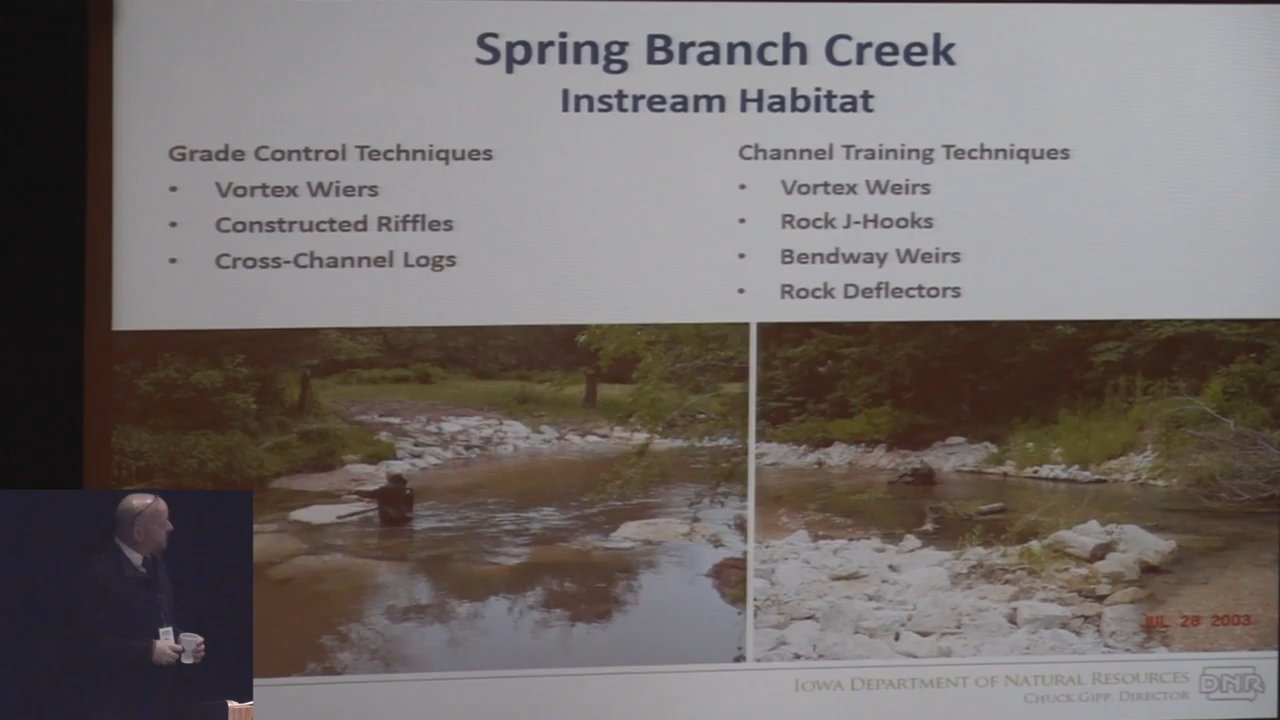 Spring Branch Creek
Instream Habitat
Grade Control Techniques
• Vortex Wiers
• Constructed Riffles
• Cross-Channel Logs
Channel Training Techniques
• Vortex Weirs
• Rock J-Hooks
• Bendway Weirs
• Rock Deflectors
JUL 28 2003
IOWA DEPARTMENT OF NATURAL RESOURCES
CHUCK GIPP, DIRECTOR
DNR